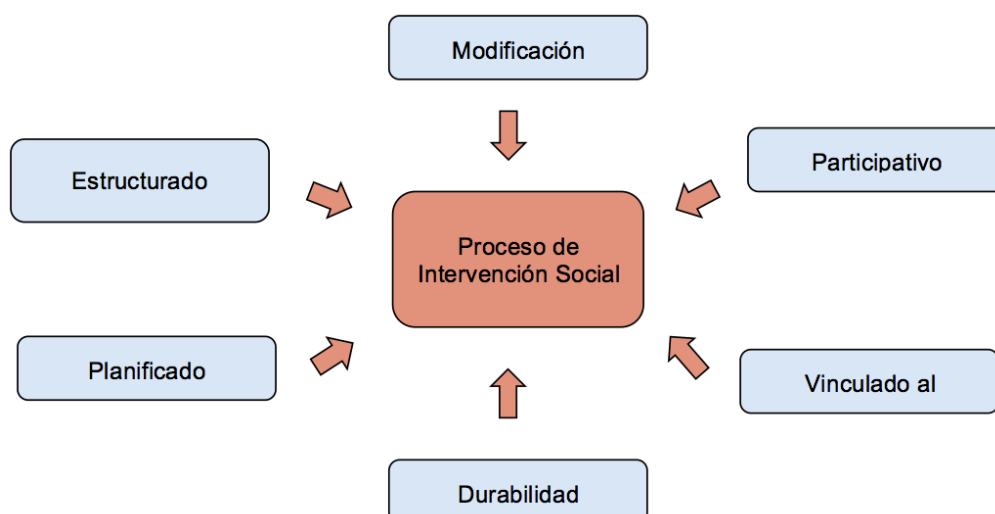 Modificación
Estructurado
Participativo
Proceso de
Intervención Social
Planificado
Vinculado al
Durabilidad